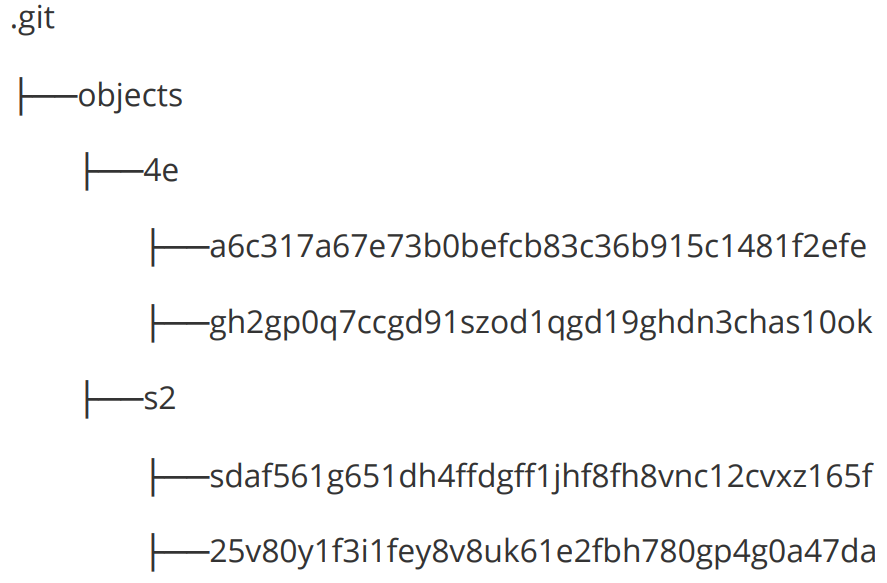 .git
├──objects
├──4e
├──a6c317a67e73b0befcb83c36b915c1481f2efe
├──gh2gp0q7ccgd91szod1qgd19ghdn3chas10ok
├──s2
├──sdaf561g651dh4ffdgff1jhf8fh8vnc12cvxz165f
├──25v80y1f3i1fey8v8uk61e2fbh780gp4g0a47da